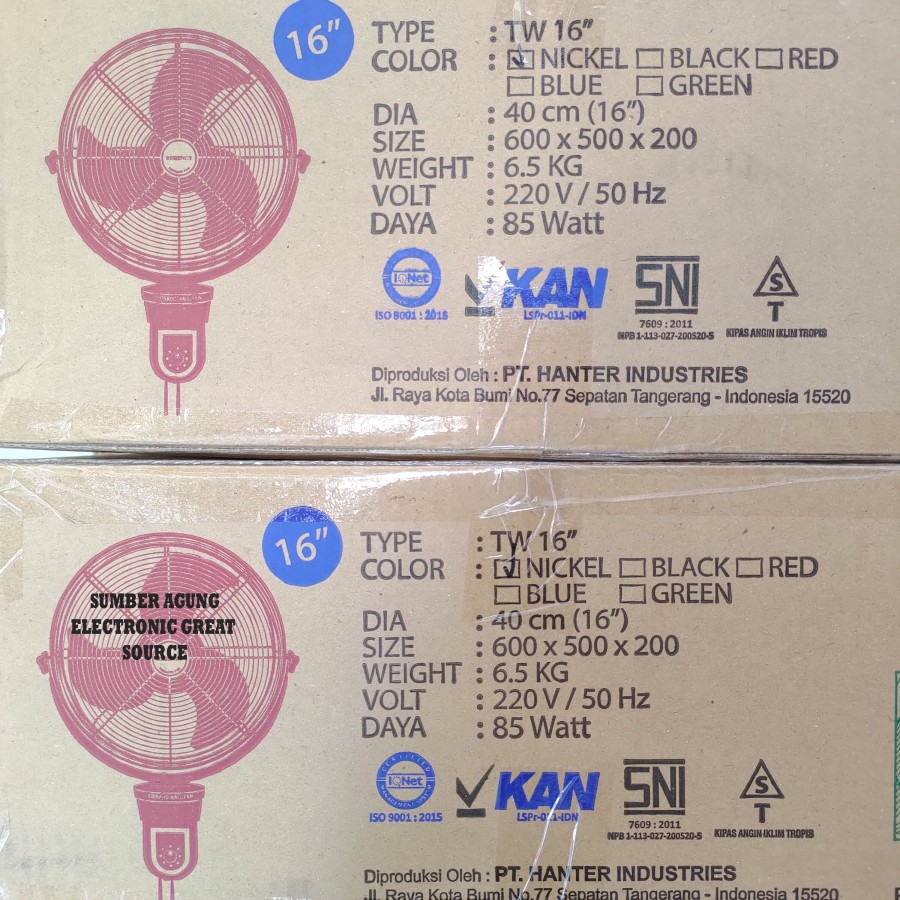 16”
TYPE : TW 16”
COLOR : NICKEL BLACK RED
BLUE GREEN
DIA : 40 cm (16”)
SIZE : 600 x 500 x 200
WEIGHT : 6.5 KG
VOLT : 220 V / 50 Hz
DAYA : 85 Watt
REGENCY
IQNet
ISO 9001 : 2015
KAN
LSPr-011-IDN
SNI
7609 : 2011
NPB 1-113-027-200520-5
S
T
KIPAS ANGIN IKLIM TROPIS
Diproduksi Oleh : PT. HANTER INDUSTRIES
Jl. Raya Kota Bumi No.77 Sepatan Tangerang - Indonesia 15520
16”
TYPE : TW 16”
COLOR : NICKEL BLACK RED
BLUE GREEN
DIA : 40 cm (16”)
SIZE : 600 x 500 x 200
WEIGHT : 6.5 KG
VOLT : 220 V / 50 Hz
DAYA : 85 Watt
SUMBER AGUNG
ELECTRONIC GREAT
SOURCE
CERTIFIED
IQNet
MANAGEMENT SYSTEM
ISO 9001 : 2015
KAN
LSPr-011-IDN
SNI
7609 : 2011
NPB 1-113-027-200520-5
S
T
KIPAS ANGIN IKLIM TROPIS
Diproduksi Oleh : PT. HANTER INDUSTRIES
Jl. Raya Kota Bumi No.77 Sepatan Tangerang - Indonesia 15520